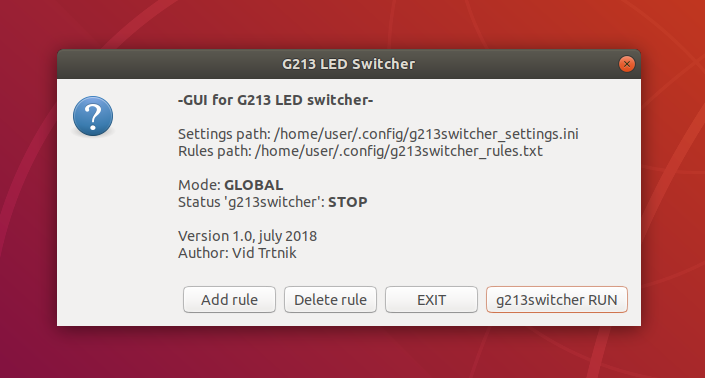 G213 LED Switcher
-GUI for G213 LED switcher-
Settings path: /home/user/.config/g213switcher_settings.ini
Rules path: /home/user/.config/g213switcher_rules.txt
Mode: GLOBAL
Status 'g213switcher': STOP
Version 1.0, july 2018
Author: Vid Trtnik
Add rule
Delete rule
EXIT
g213switcher RUN